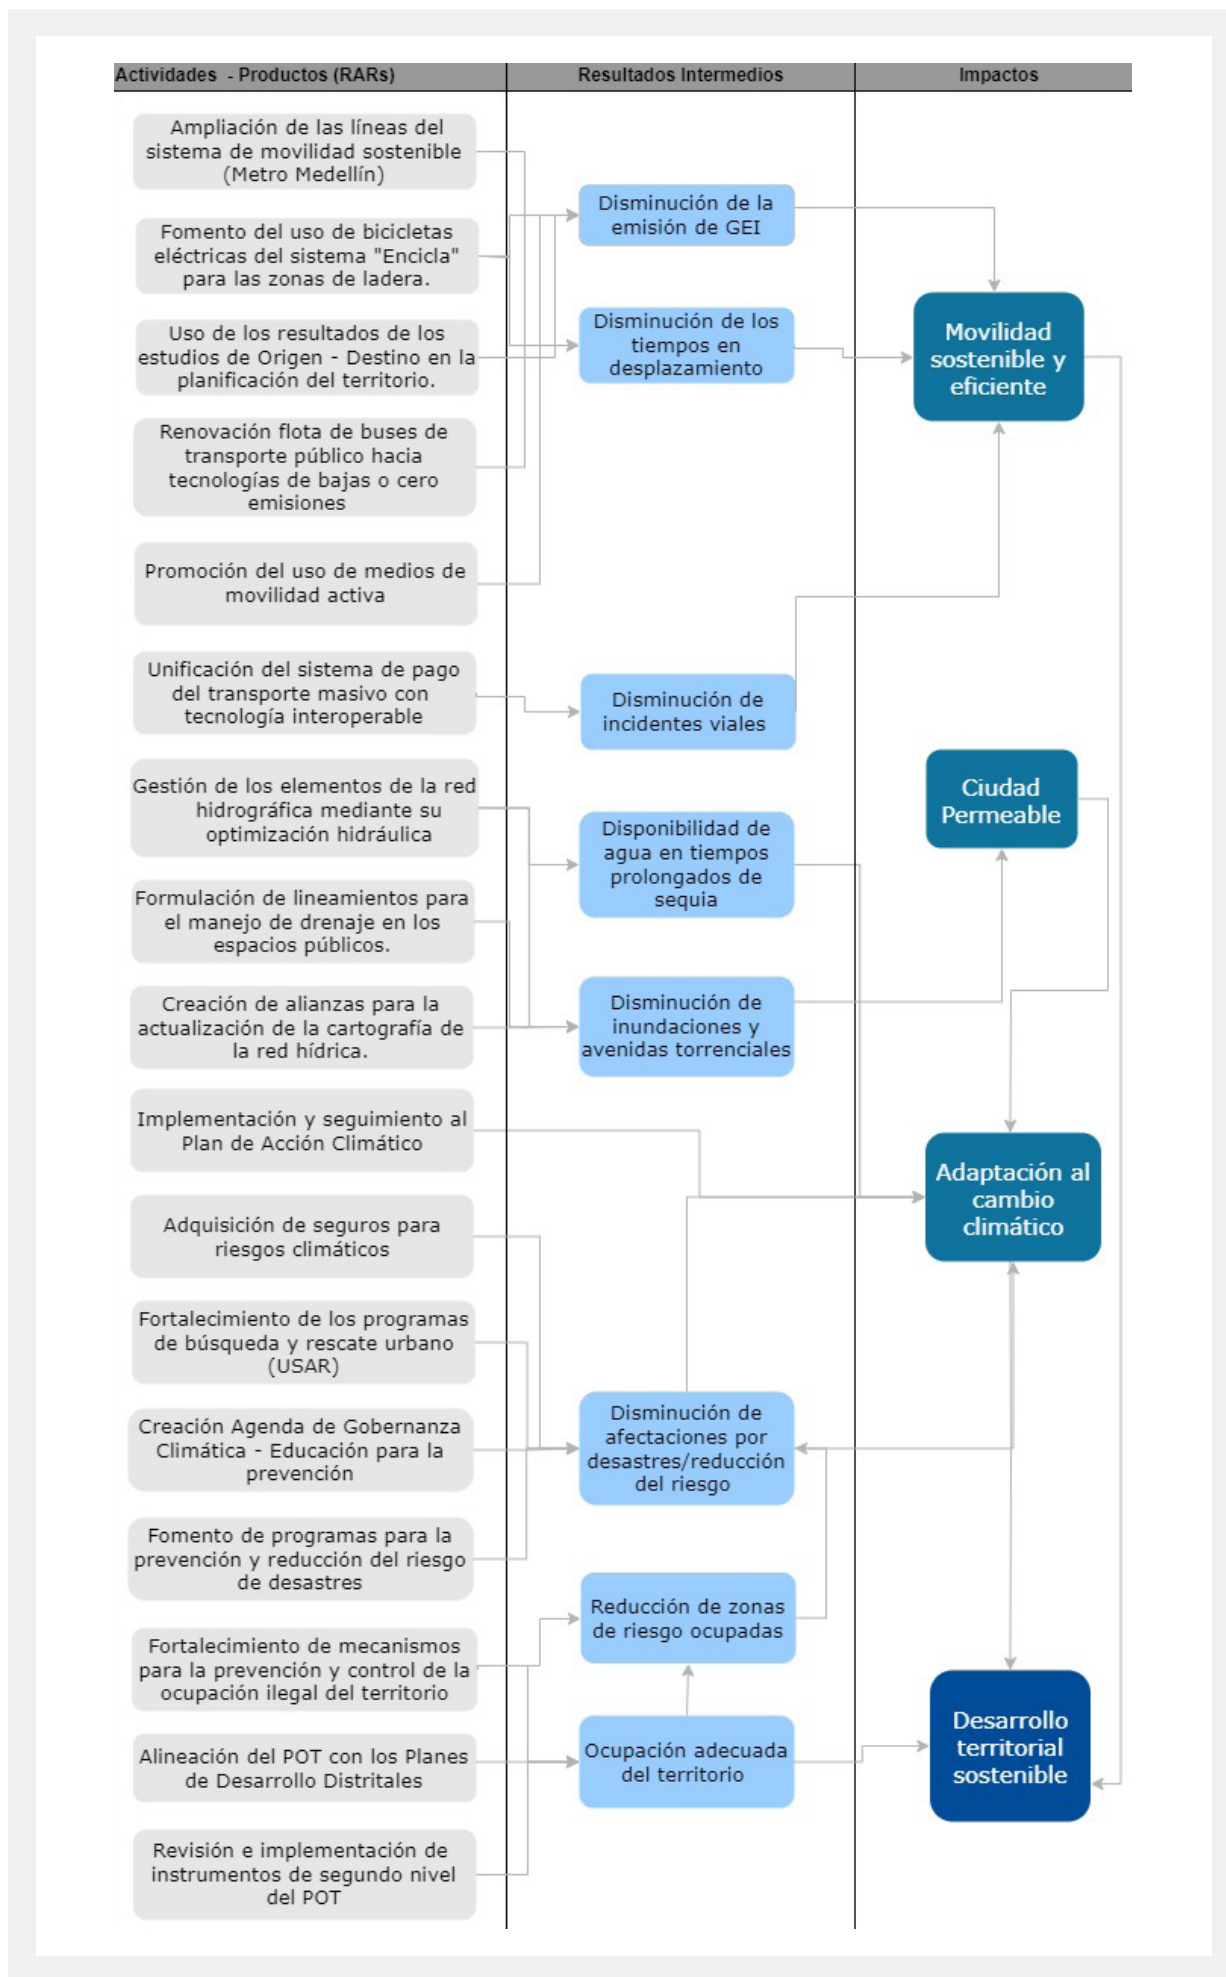 Actividades - Productos (RARs)
Resultados Intermedios
Impactos
Ampliación de las líneas del
sistema de movilidad sostenible
(Metro Medellín)
Fomento del uso de bicicletas
eléctricas del sistema "Encicla"
para las zonas de ladera.
Uso de los resultados de los
estudios de Origen - Destino en la
planificación del territorio.
Renovación flota de buses de
transporte público hacia
tecnologías de bajas o cero
emisiones
Promoción del uso de medios de
movilidad activa
Unificación del sistema de pago
del transporte masivo con
tecnología interoperable
Gestión de los elementos de la red
hidrográfica mediante su
optimización hidráulica
Formulación de lineamientos para
el manejo de drenaje en los
espacios públicos.
Creación de alianzas para la
actualización de la cartografía de
la red hídrica.
Implementación y seguimiento al
Plan de Acción Climático
Adquisición de seguros para
riesgos climáticos
Fortalecimiento de los programas
de búsqueda y rescate urbano
(USAR)
Creación Agenda de Gobernanza
Climática - Educación para la
prevención
Fomento de programas para la
prevención y reducción del riesgo
de desastres
Fortalecimiento de mecanismos
para la prevención y control de la
ocupación ilegal del territorio
Alineación del POT con los Planes
de Desarrollo Distritales
Revisión e implementación de
instrumentos de segundo nivel
del POT
Disminución de la
emisión de GEI
Disminución de los
tiempos en
desplazamiento
Disminución de
incidentes viales
Disponibilidad de
agua en tiempos
prolongados de
sequia
Disminución de
inundaciones y
avenidas torrenciales
Disminución de
afectaciones por
desastres/reducción
del riesgo
Reducción de zonas
de riesgo ocupadas
Ocupación adecuada
del territorio
Movilidad
sostenible y
eficiente
Ciudad
Permeable
Adaptación al
cambio
climático
Desarrollo
territorial
sostenible